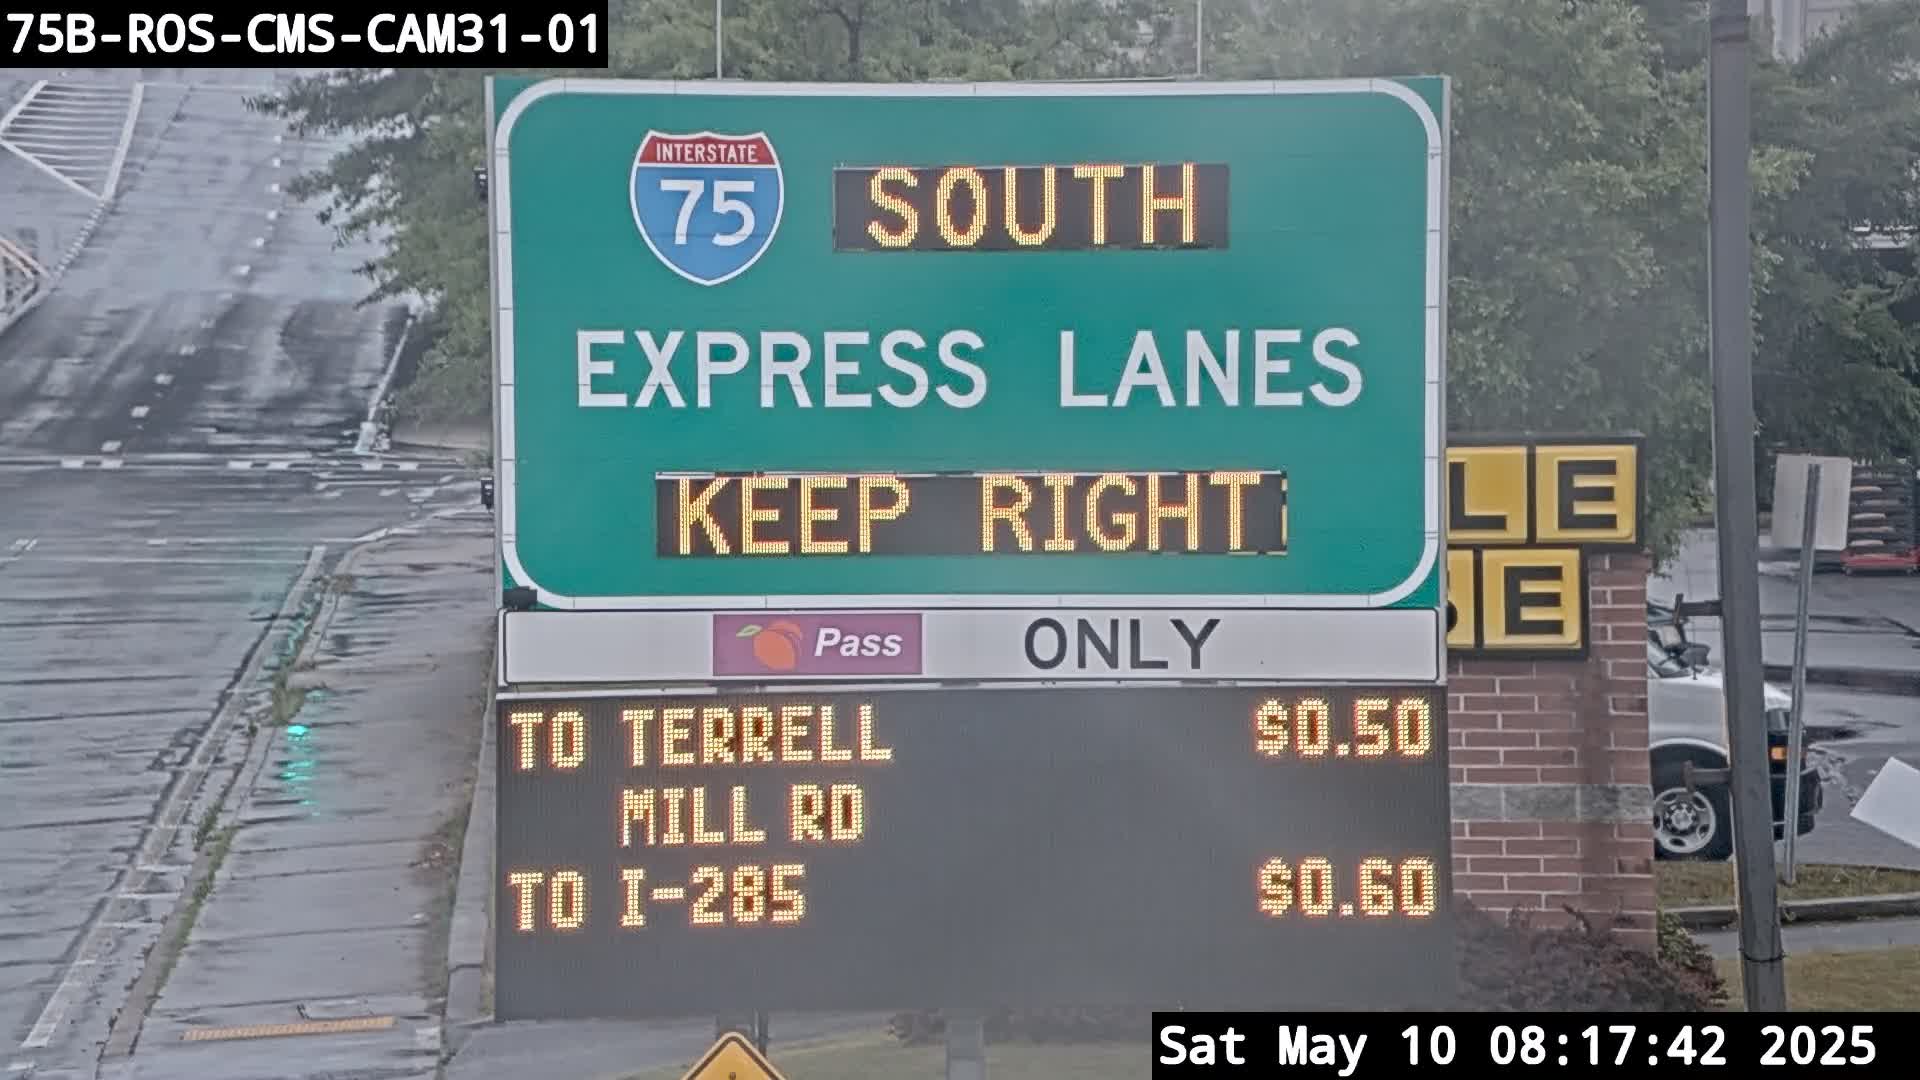 75B-ROS-CMS-CAM31-01
INTERSTATE
75
SOUTH
EXPRESS LANES
KEEP RIGHT
Pass ONLY
TO TERRELL $0.50
MILL RD
TO I-285 $0.60
LE
E
Sat May 10 08:17:42 2025